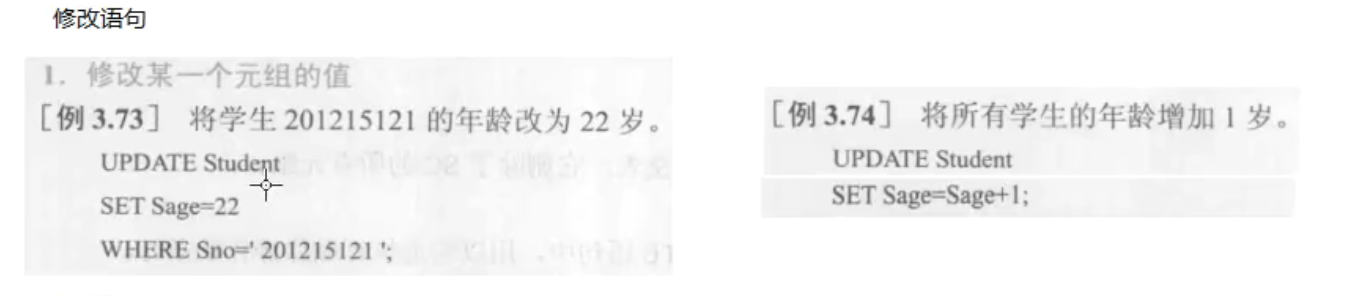 修改语句
1. 修改某一个元组的值
[例 3.73] 将学生 201215121 的年龄改为 22 岁。
UPDATE Student
SET Sage=22
WHERE Sno=' 201215121 ';
[例 3.74] 将所有学生的年龄增加 1 岁。
UPDATE Student
SET Sage=Sage+1;